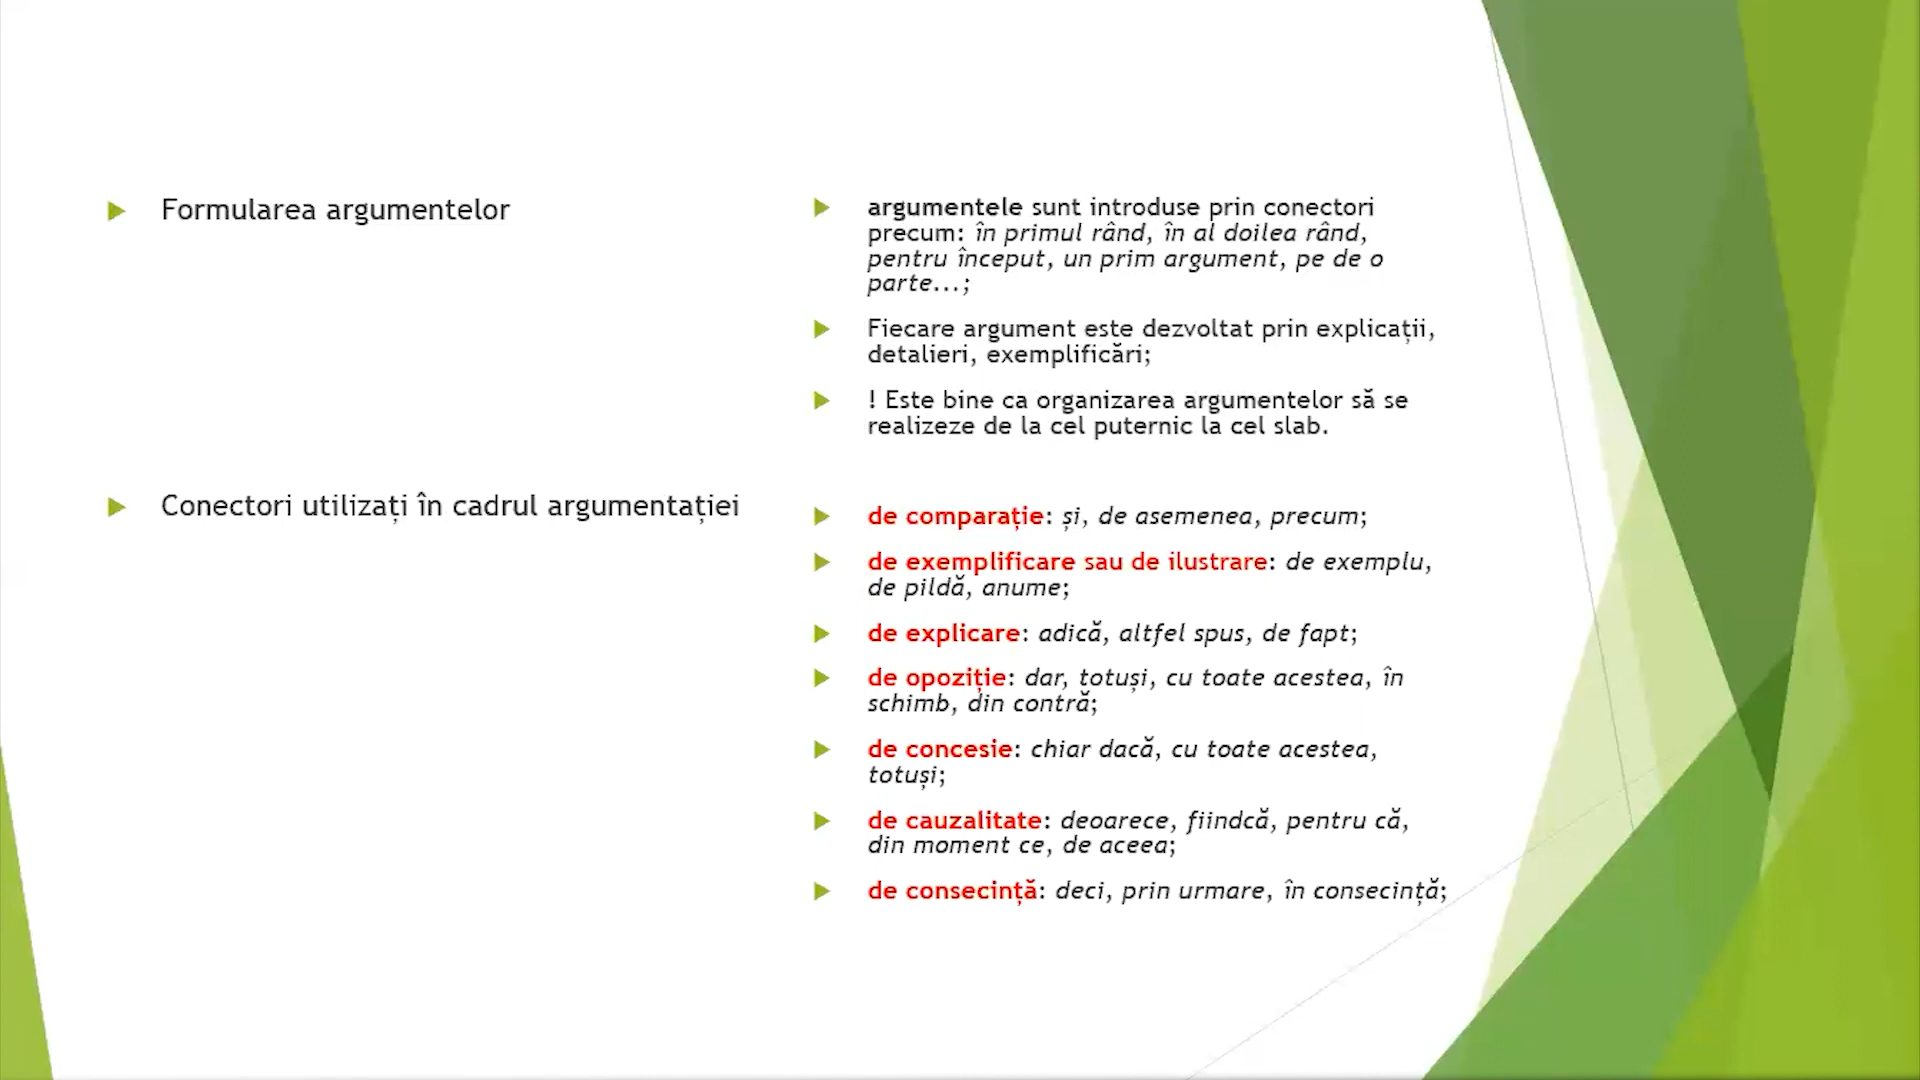 Formularea argumentelor
argumentele sunt introduse prin conectori
precum: în primul rând, în al doilea rând,
pentru început, un prim argument, pe de o
parte...;
Fiecare argument este dezvoltat prin explicații,
detalieri, exemplificări;
! Este bine ca organizarea argumentelor să se
realizeze de la cel puternic la cel slab.
Conectori utilizați în cadrul argumentației
de comparație: și, de asemenea, precum;
de exemplificare sau de ilustrare: de exemplu,
de pildă, anume;
de explicare: adică, altfel spus, de fapt;
de opoziție: dar, totuși, cu toate acestea, în
schimb, din contră;
de concesie: chiar dacă, cu toate acestea,
totuși;
de cauzalitate: deoarece, fiindcă, pentru că,
din moment ce, de aceea;
de consecință: deci, prin urmare, în consecință;